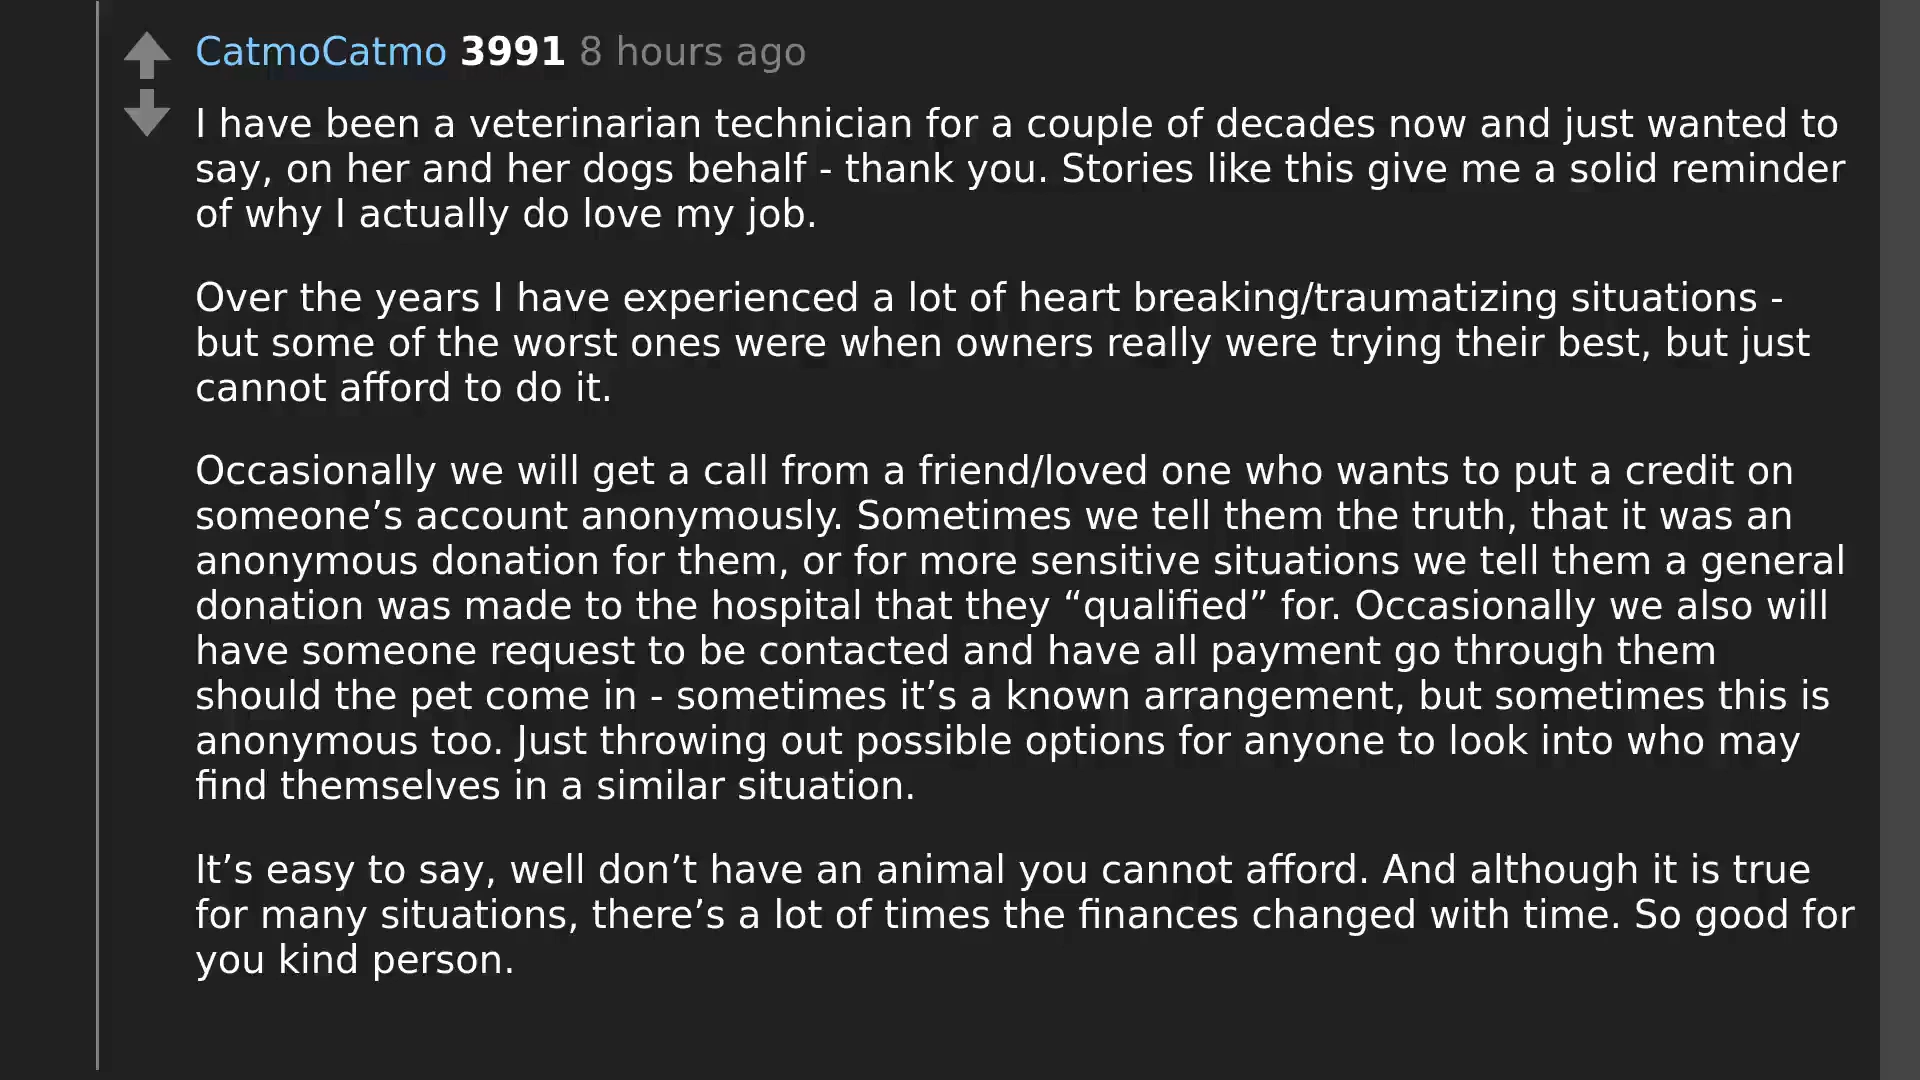 CatmoCatmo 3991 8 hours ago
I have been a veterinarian technician for a couple of decades now and just wanted to
say, on her and her dogs behalf - thank you. Stories like this give me a solid reminder
of why I actually do love my job.
Over the years I have experienced a lot of heart breaking/traumatizing situations -
but some of the worst ones were when owners really were trying their best, but just
cannot afford to do it.
Occasionally we will get a call from a friend/loved one who wants to put a credit on
someone’s account anonymously. Sometimes we tell them the truth, that it was an
anonymous donation for them, or for more sensitive situations we tell them a general
donation was made to the hospital that they “qualified” for. Occasionally we also will
have someone request to be contacted and have all payment go through them
should the pet come in - sometimes it’s a known arrangement, but sometimes this is
anonymous too. Just throwing out possible options for anyone to look into who may
find themselves in a similar situation.
It’s easy to say, well don’t have an animal you cannot afford. And although it is true
for many situations, there’s a lot of times the finances changed with time. So good for
you kind person.